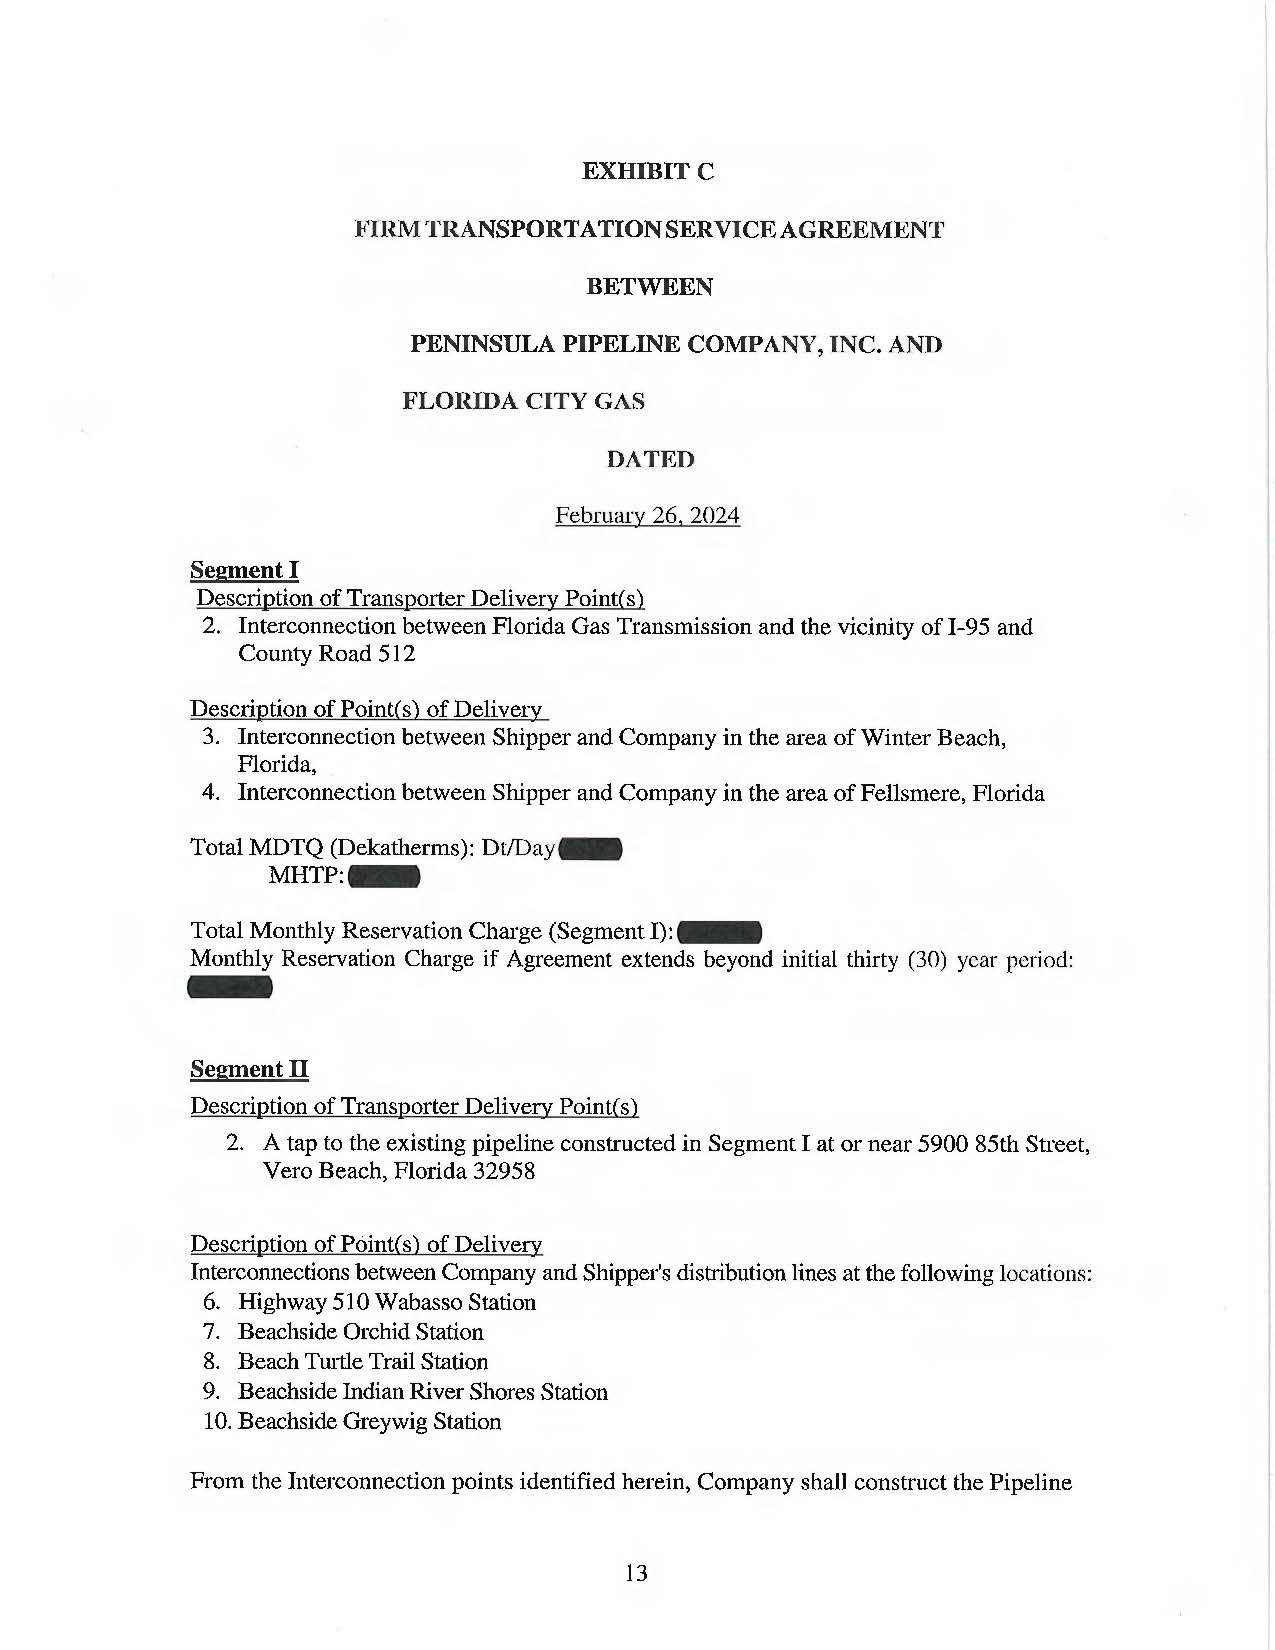 EXHIBIT C
FIRM TRANSPORTATION SERVICE AGREEMENT
BETWEEN
PENINSULA PIPELINE COMPANY, INC. AND
FLORIDA CITY GAS
DATED
February 26, 2024
Segment I
Description of Transporter Delivery Point(s)
2. Interconnection between Florida Gas Transmission and the vicinity of I-95 and
County Road 512
Description of Point(s) of Delivery
3. Interconnection between Shipper and Company in the area of Winter Beach,
Florida,
4. Interconnection between Shipper and Company in the area of Fellsmere, Florida
Total MDTQ (Dekatherms): Dt/Day
MHTP:
Total Monthly Reservation Charge (Segment I):
Monthly Reservation Charge if Agreement extends beyond initial thirty (30) year period:
Segment II
Description of Transporter Delivery Point(s)
2. A tap to the existing pipeline constructed in Segment I at or near 5900 85th Street,
Vero Beach, Florida 32958
Description of Point(s) of Delivery
Interconnections between Company and Shipper's distribution lines at the following locations:
6. Highway 510 Wabasso Station
7. Beachside Orchid Station
8. Beach Turtle Trail Station
9. Beachside Indian River Shores Station
10. Beachside Greywig Station
From the Interconnection points identified herein, Company shall construct the Pipeline
13